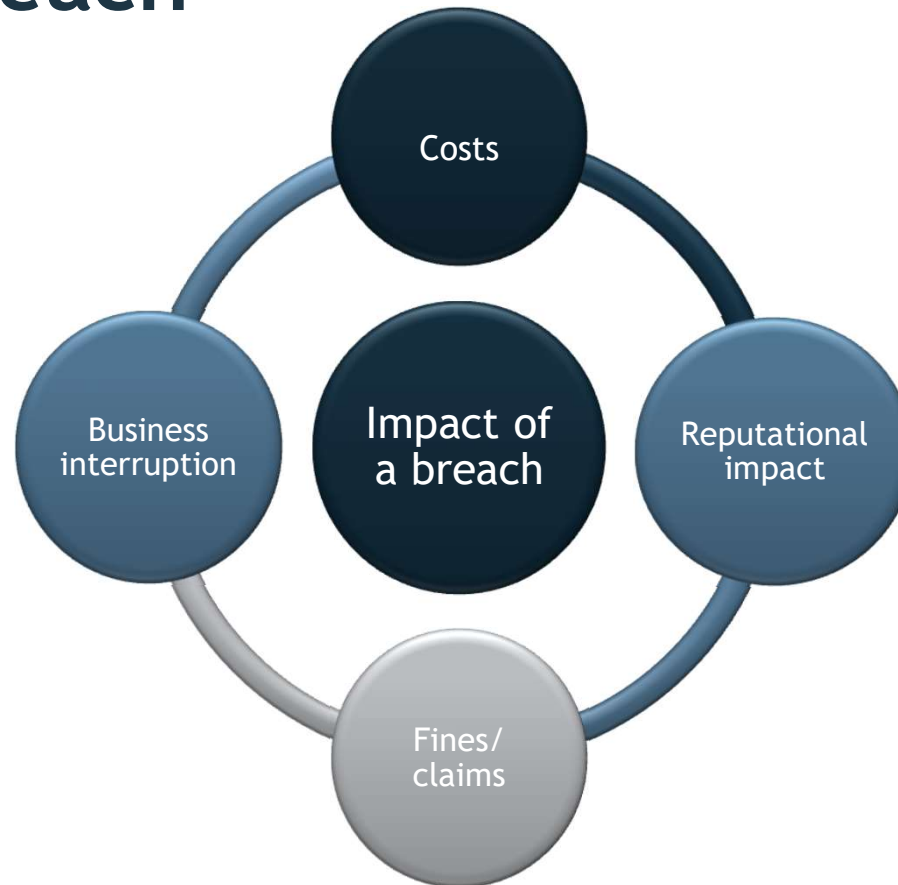 Costs
Business
interruption
Impact of
a breach
Reputational
impact
Fines/
claims